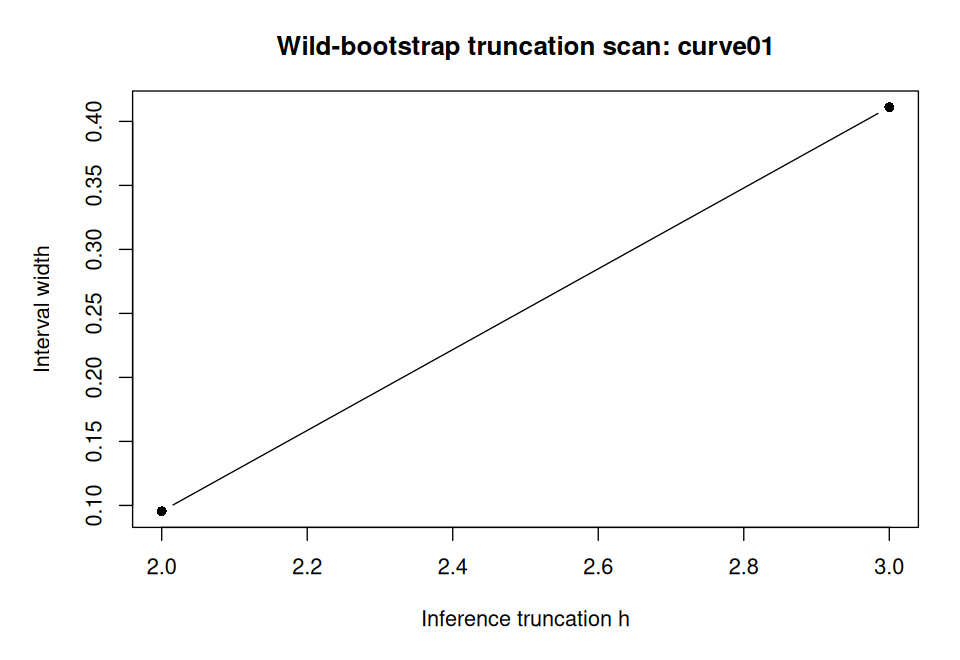 Wild-bootstrap truncation scan: curve01
Interval width
0.40
0.35
0.30
0.25
0.20
0.15
0.10
2.0 2.2 2.4 2.6 2.8 3.0
Inference truncation h